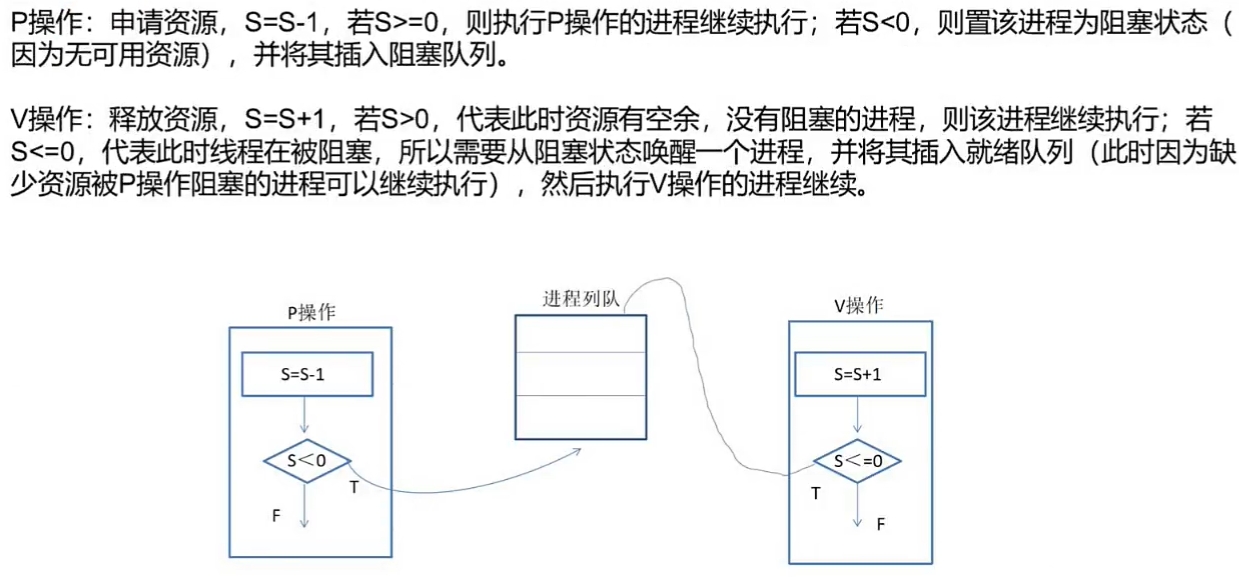 P操作：申请资源，S=S-1，若S>=0，则执行P操作的进程继续执行；若S<0，则置该进程为阻塞状态（
因为无可用资源），并将其插入阻塞队列。
V操作：释放资源，S=S+1，若S>0，代表此时资源有空余，没有阻塞的进程，则该进程继续执行；若
S<=0，代表此时线程在被阻塞，所以需要从阻塞状态唤醒一个进程，并将其插入就绪队列（此时因为缺
少资源被P操作阻塞的进程可以继续执行），然后执行V操作的进程继续。
P操作
S=S-1
S＜0
T
F
进程列队
V操作
S=S+1
S＜=0
T
F